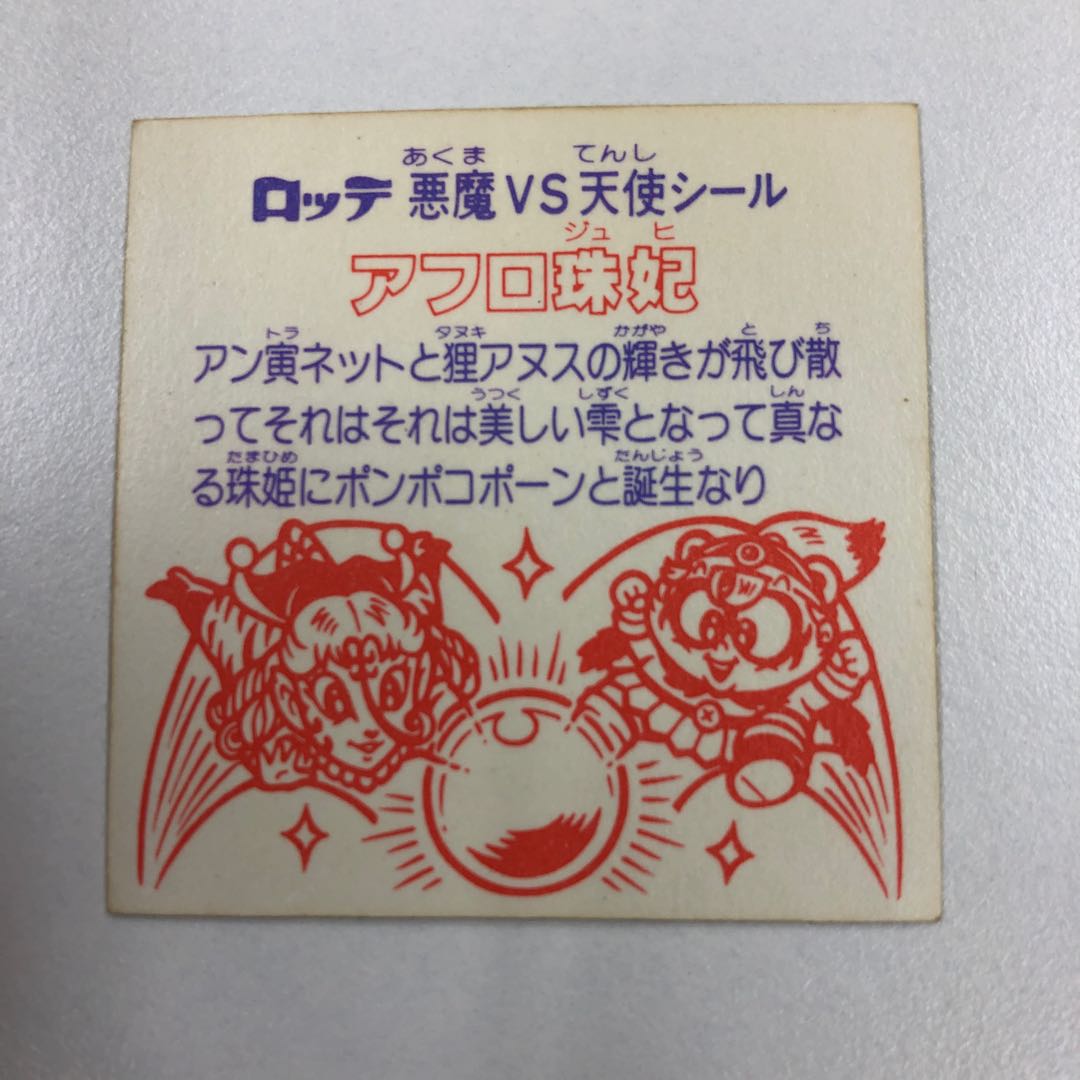 ロッテ 悪魔VS天使シール
あくま てんし
アフロ珠妃
ジュ ヒ
アン寅ネットと狸アヌスの輝きが飛び散
トラ タヌキ かがや と ち
ってそれはそれは美しい雫となって真な
うつく しずく しん
る珠姫にポンポコポーンと誕生なり
たまひめ たんじょう